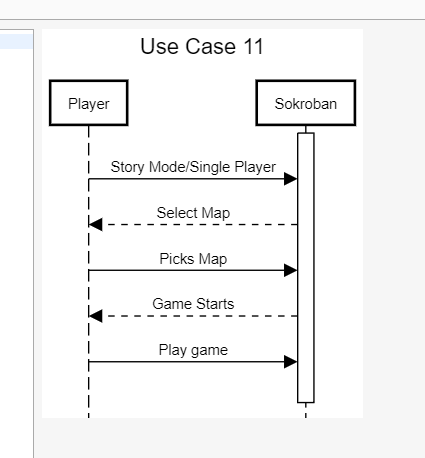 Use Case 11
Player
Sokroban
Story Mode/Single Player
Select Map
Picks Map
Game Starts
Play game